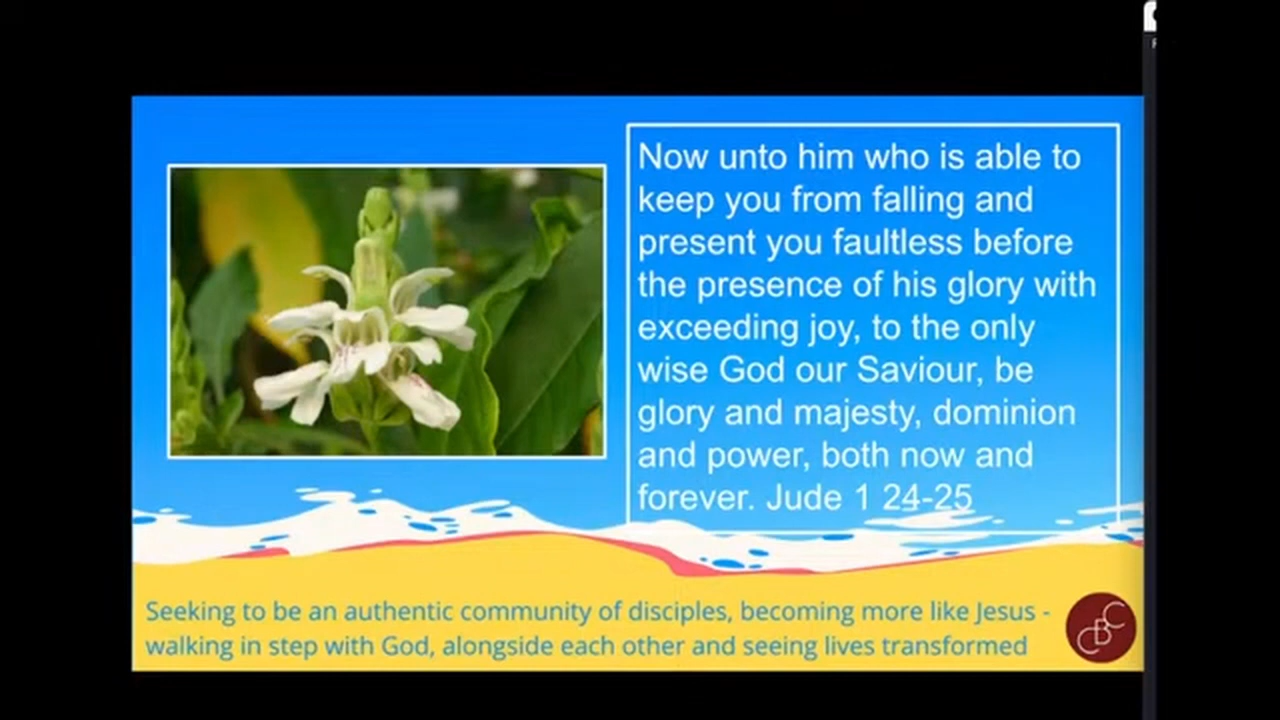 Now unto him who is able to
keep you from falling and
present you faultless before
the presence of his glory with
exceeding joy, to the only
wise God our Saviour, be
glory and majesty, dominion
and power, both now and
forever. Jude 1 24-25
Seeking to be an authentic community of disciples, becoming more like Jesus -
walking in step with God, alongside each other and seeing lives transformed
CBC